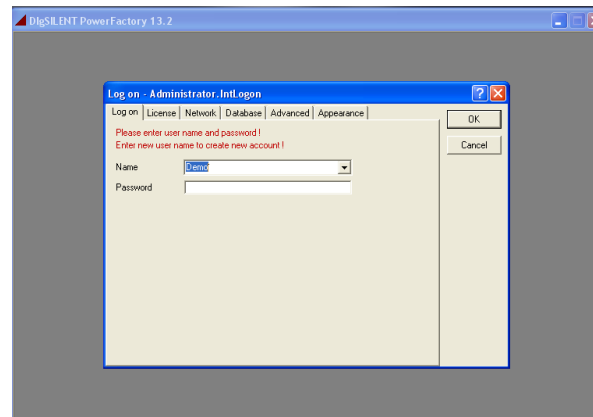 DIgSILENT PowerFactory 13.2
Log on - Administrator.IntLogon
Log on License Network Database Advanced Appearance
OK
Please enter user name and password !
Enter new user name to create new account !
Cancel
Name Demo
Password